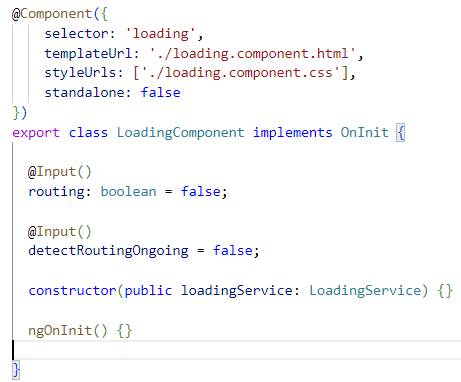 @Component({
    selector: 'loading',
    templateUrl: './loading.component.html',
    styleUrls: ['./loading.component.css'],
    standalone: false
})
export class LoadingComponent implements OnInit {
  @Input()
  routing: boolean = false;
  @Input()
  detectRoutingOngoing = false;
  constructor(public loadingService: LoadingService) {}
  ngOnInit() {}
}